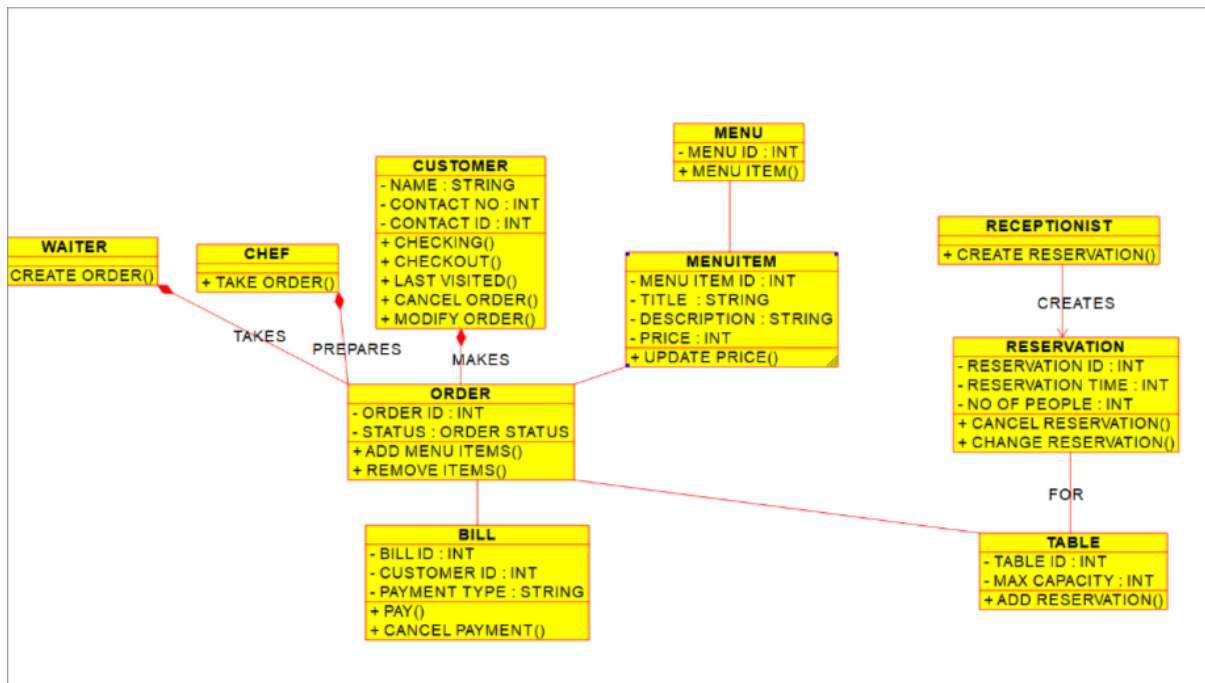 MENU
- MENU ID : INT
+ MENU ITEM()
CUSTOMER
- NAME : STRING
- CONTACT NO : INT
- CONTACT ID : INT
+ CHECKING()
+ CHECKOUT()
+ LAST VISITED()
+ CANCEL ORDER()
+ MODIFY ORDER()
WAITER
CREATE ORDER()
CHEF
+ TAKE ORDER()
MENUITEM
- MENU ITEM ID : INT
- TITLE : STRING
- DESCRIPTION : STRING
- PRICE : INT
+ UPDATE PRICE()
RECEPTIONIST
+ CREATE RESERVATION()
CREATES
TAKES
PREPARES
MAKES
RESERVATION
- RESERVATION ID : INT
- RESERVATION TIME : INT
- NO OF PEOPLE : INT
+ CANCEL RESERVATION()
+ CHANGE RESERVATION()
ORDER
- ORDER ID : INT
- STATUS : ORDER STATUS
+ ADD MENU ITEMS()
+ REMOVE ITEMS()
FOR
BILL
- BILL ID : INT
- CUSTOMER ID : INT
- PAYMENT TYPE : STRING
+ PAY()
+ CANCEL PAYMENT()
TABLE
- TABLE ID : INT
- MAX CAPACITY : INT
+ ADD RESERVATION()